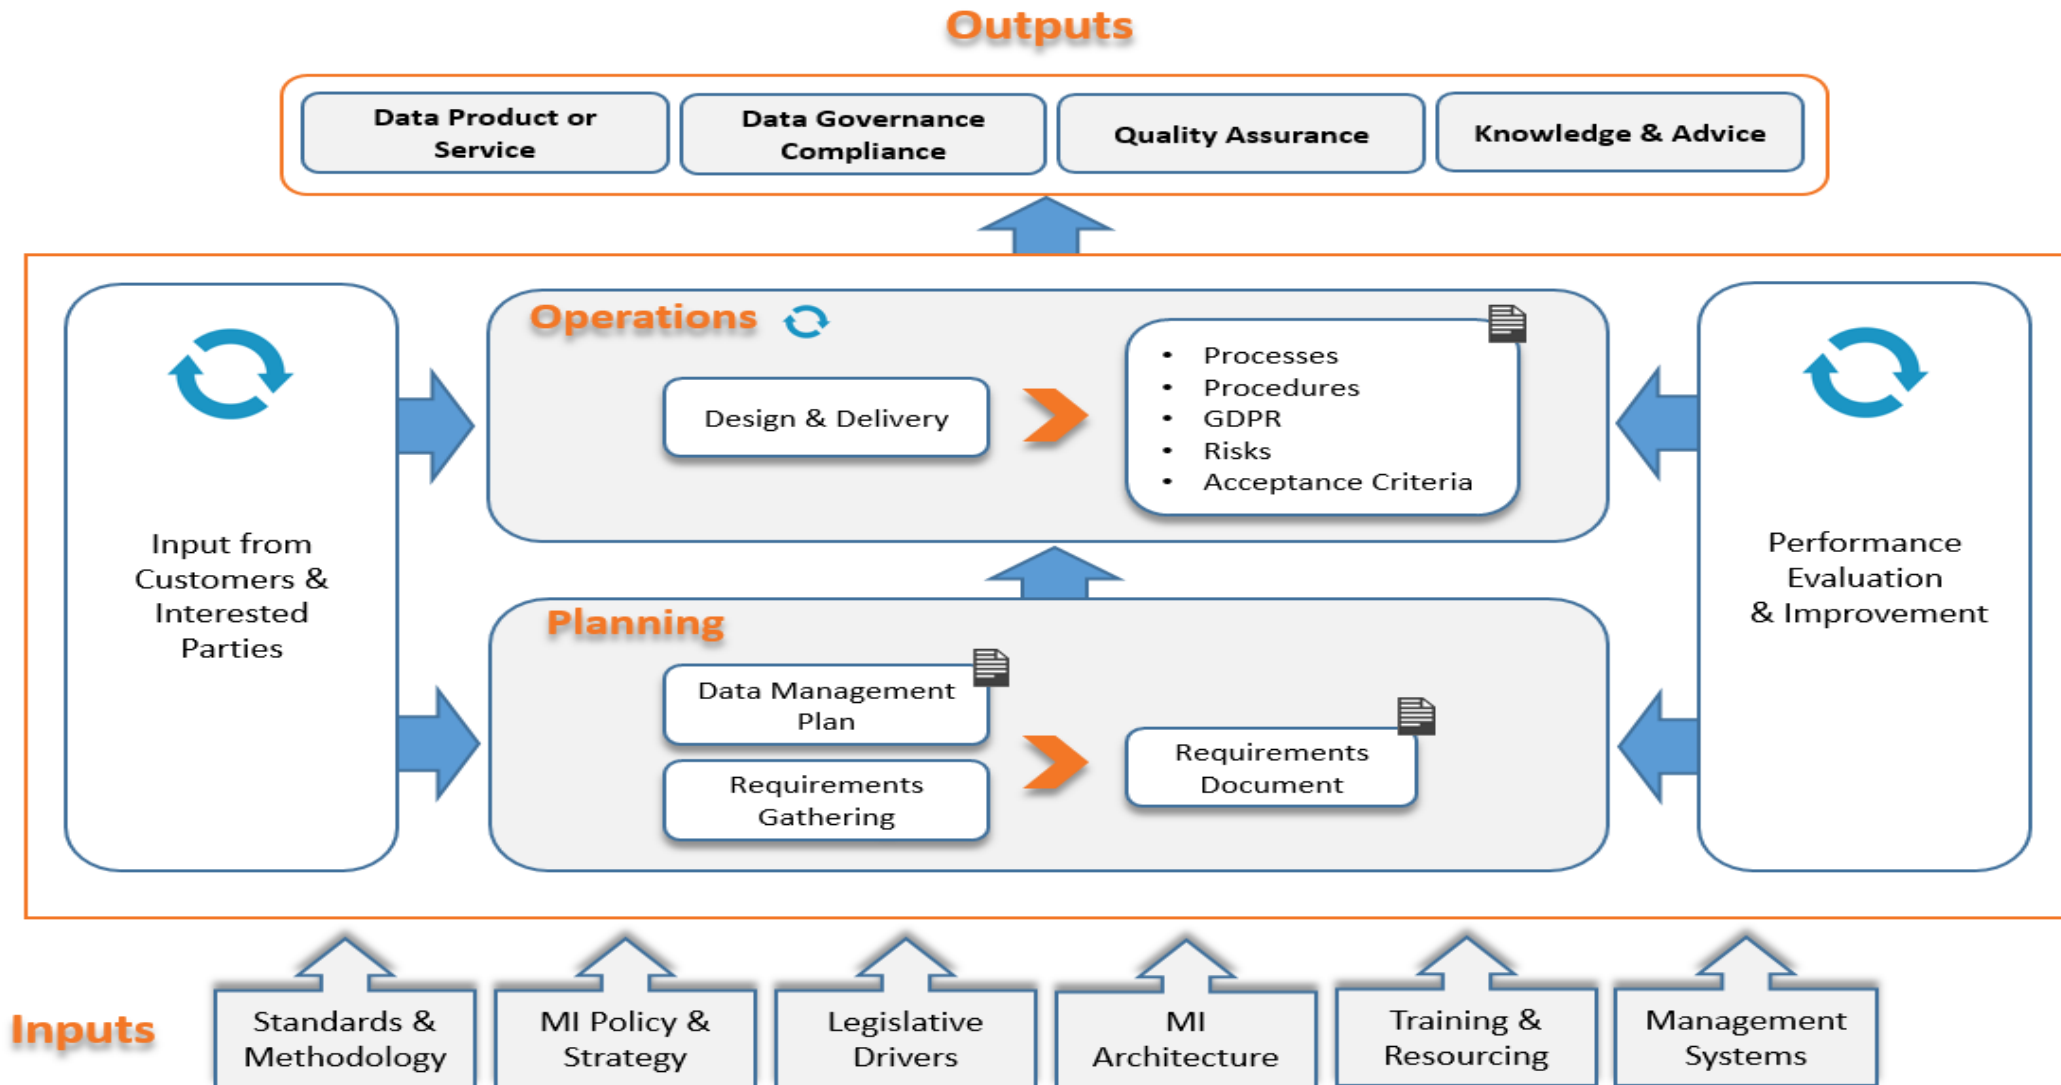 Outputs
Data Product or
Service
Data Governance
Compliance
Quality Assurance
Knowledge & Advice
Input from
Customers &
Interested
Parties
Operations
Design & Delivery
• Processes
• Procedures
• GDPR
• Risks
• Acceptance Criteria
Planning
Data Management
Plan
Requirements
Gathering
Requirements
Document
Performance
Evaluation
& Improvement
Inputs
Standards &
Methodology
MI Policy &
Strategy
Legislative
Drivers
MI
Architecture
Training &
Resourcing
Management
Systems